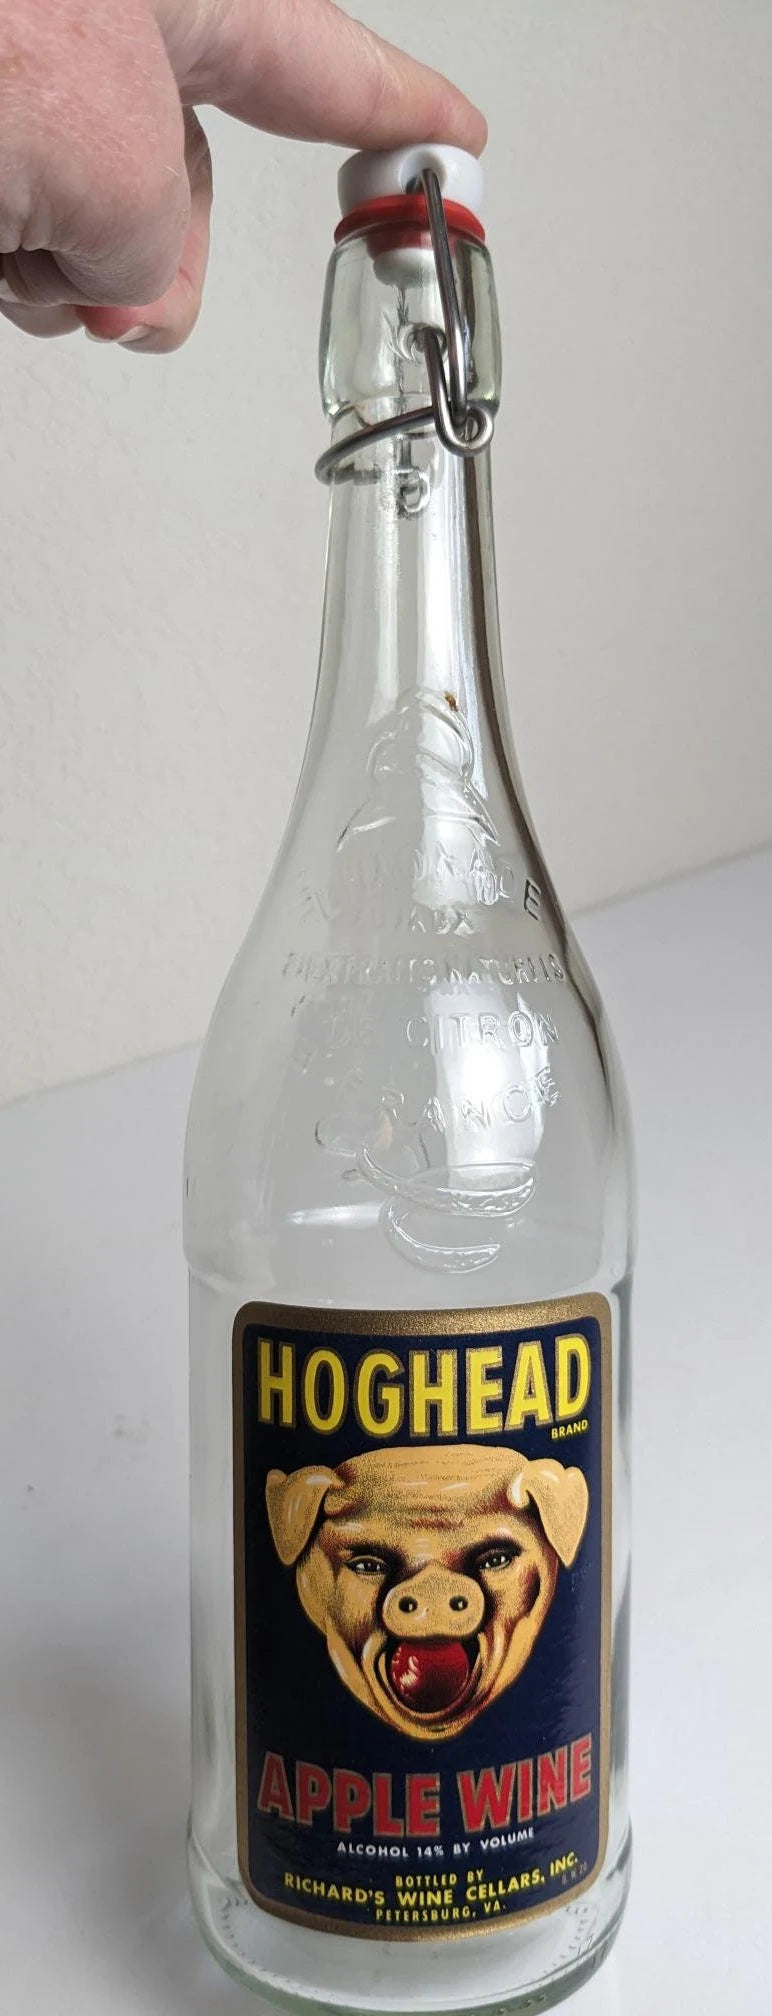 DE CITRON
HOGHEAD
BRAND
APPLE WINE
ALCOHOL 14% BY VOLUME
BOTTLED BY
RICHARD'S WINE CELLARS, INC.
PETERSBURG, VA.